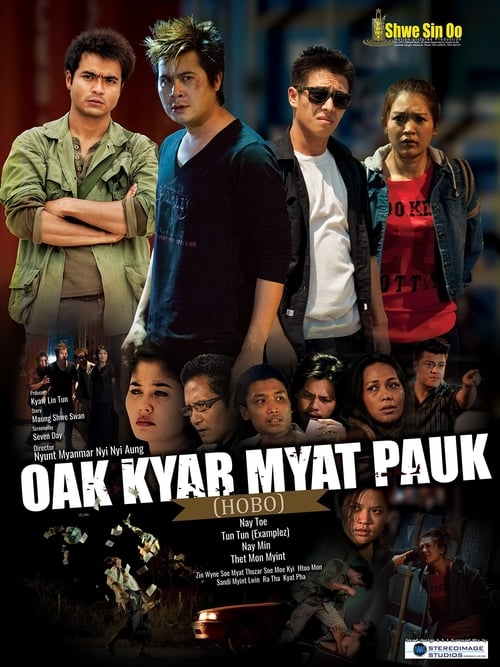 Shwe Sin Oo
Producer
Kyaw Lin Tun
Story
Maung Shwe Swan
Screenplay
Seven Day
Director
Nyunt Myanmar Nyi Nyi Aung
OAK KYAR MYAT PAUK
(HOBO)
Nay Toe
Tun Tun (Examplez)
Nay Min
Thet Mon Myint
Zin Wyne Soe Myat Thuzar Soe Moe Kyi Htoo Mon
Sandi Myint Lwin Ra Tha Kyat Pha
STEREOIMAGE
STUDIOS